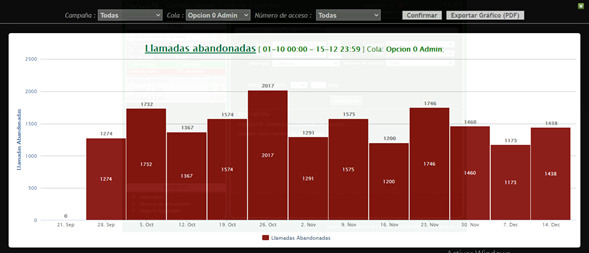 Campaña : Todas Cola : Opcion 0 Admin Número de acceso : Todas Confirmar Exportar Gráfico (PDF)
Llamadas abandonadas [ 01-10 00:00 - 15-12 23:59 ] Cola: Opcion 0 Admin;
Llamadas Abandonadas
2500
2000
1500
1000
500
0
0 1274 1732 1367 1574 2017 1291 1575 1200 1746 1460 1173 1438
1274 1732 1367 1574 2017 1291 1575 1200 1746 1460 1173 1438
21. Sep 28. Sep 5. Oct 12. Oct 19. Oct 26. Oct 2. Nov 9. Nov 16. Nov 23. Nov 30. Nov 7. Dec 14. Dec
Llamadas Abandonadas